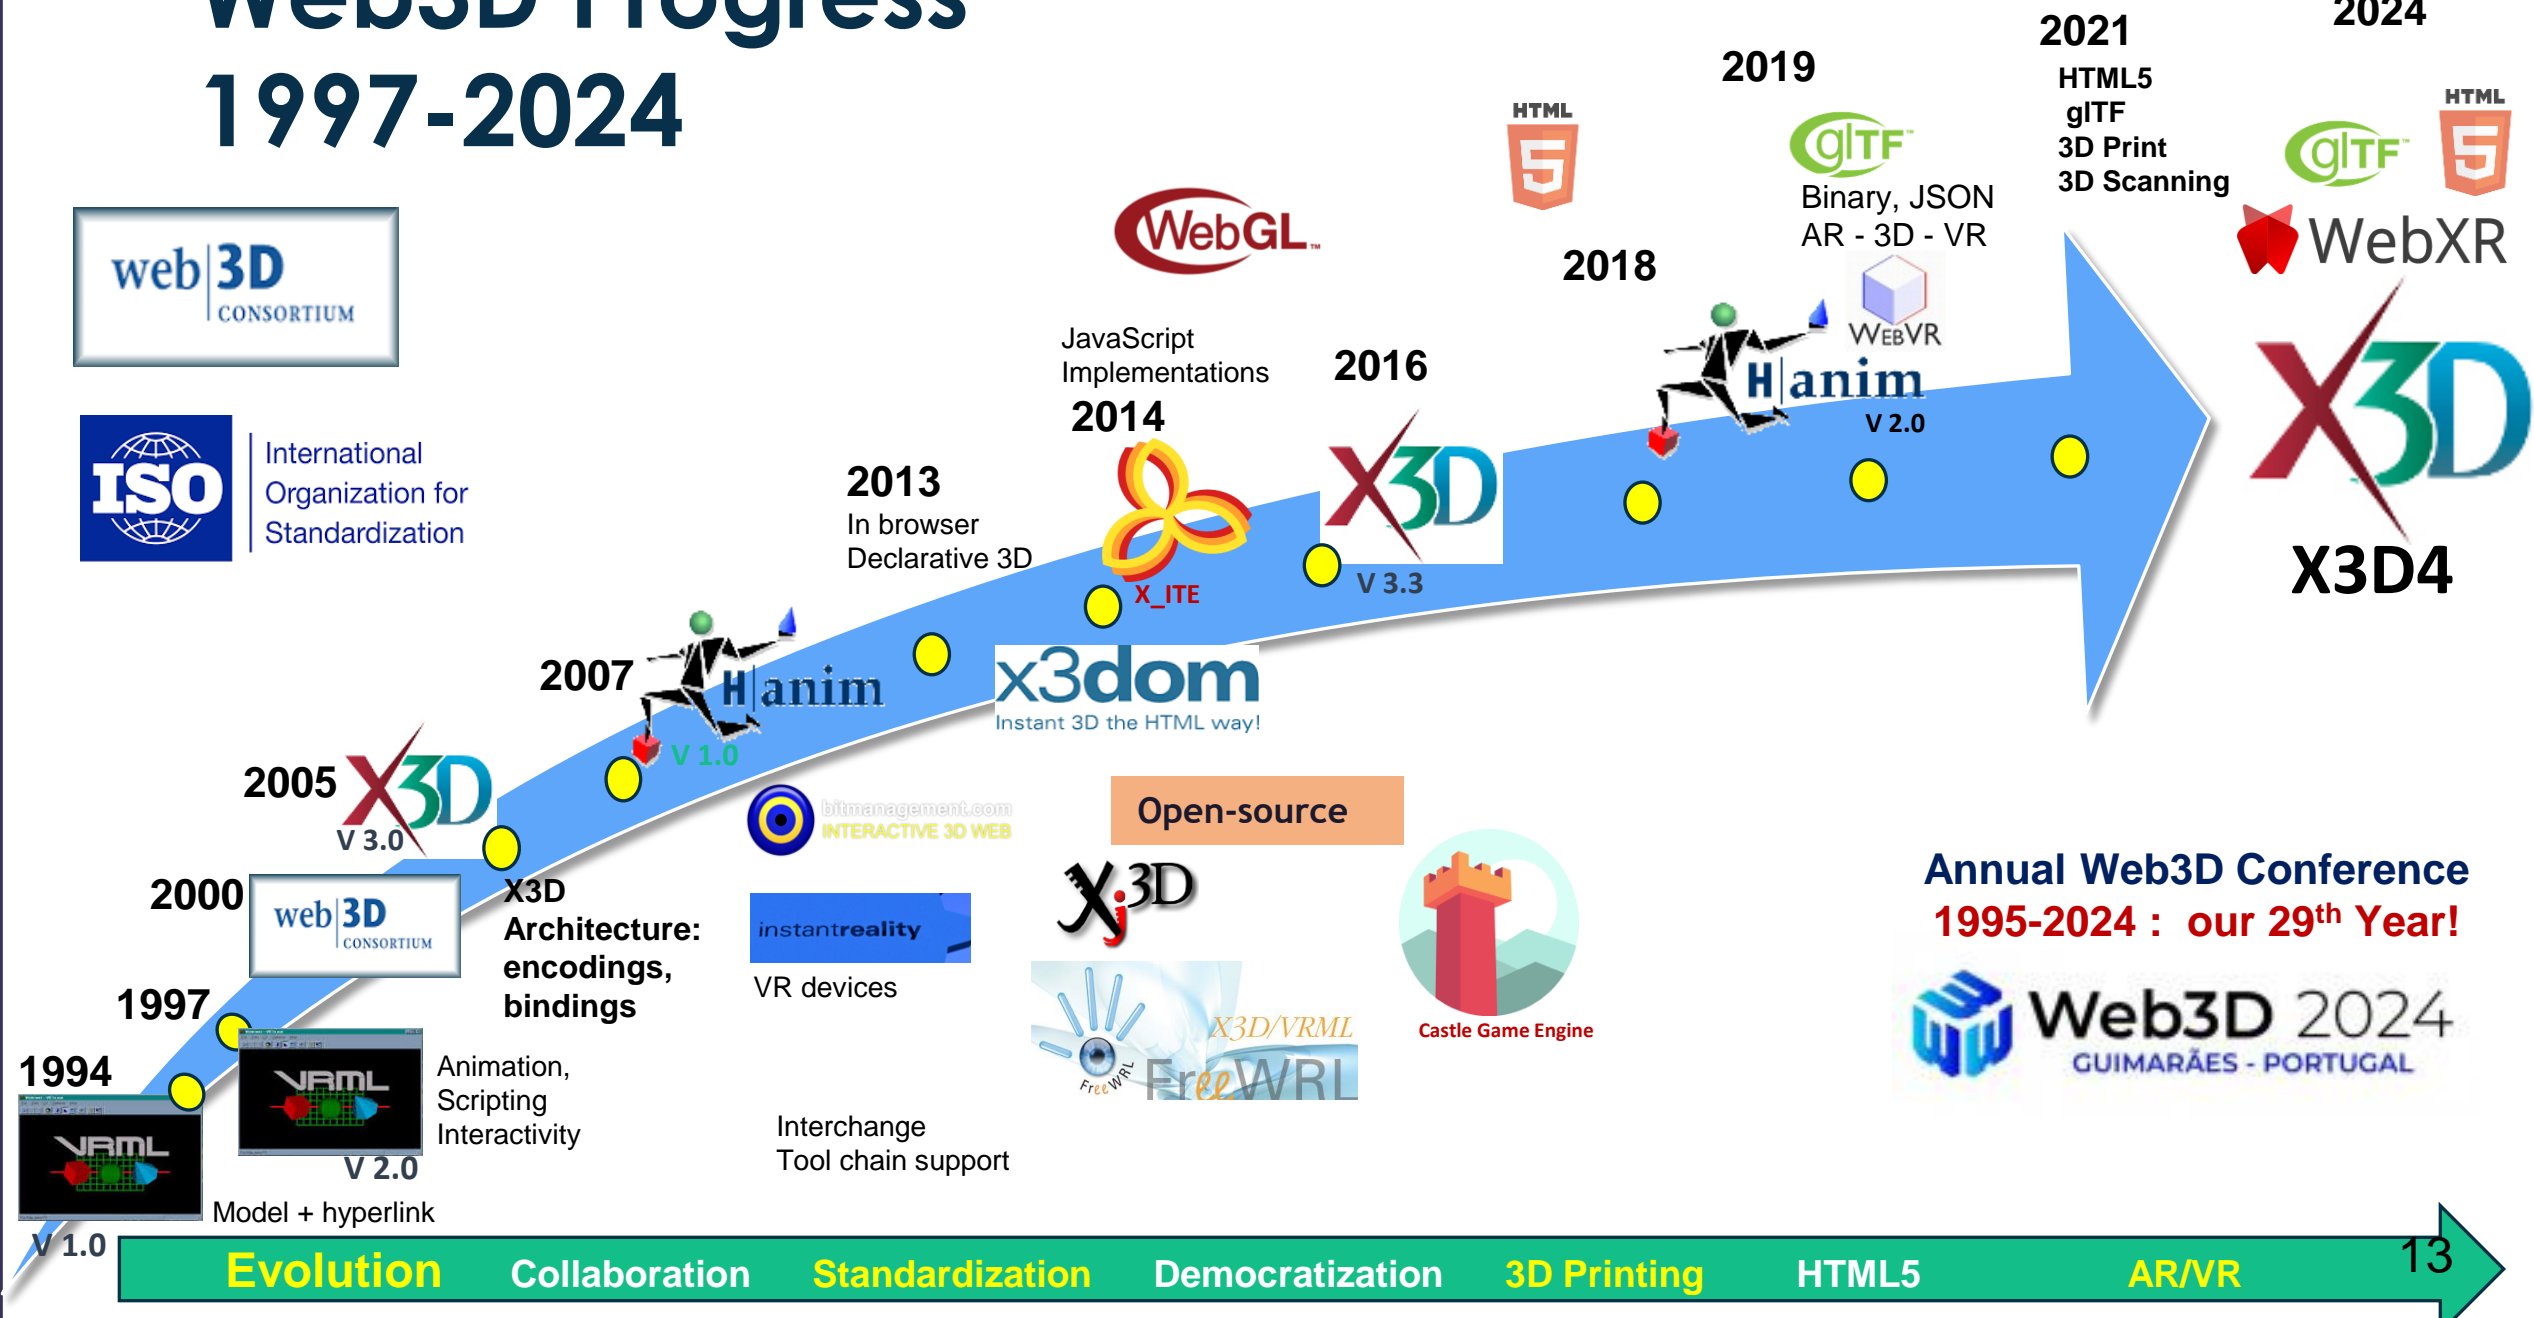 Web3D Progress
1997-2024
web 3D
CONSORTIUM
ISO
International
Organization for
Standardization
1994
VRML
V 1.0
Model + hyperlink
1997
VRML
V 2.0
Animation,
Scripting
Interactivity
2000
web 3D
CONSORTIUM
2005
X3D
V 3.0
X3D
Architecture:
encodings,
bindings
2007
H|anim
V 1.0
bitmanagement.com
INTERACTIVE 3D WEB
instantreality
VR devices
Interchange
Tool chain support
2013
In browser
Declarative 3D
x3dom
Instant 3D the HTML way!
WebGL™
JavaScript
Implementations
2014
X_ITE
Open-source
Xj3D
FreeWRL
X3D/VRML
FreeWRL
Castle Game Engine
2016
X3D
V 3.3
HTML
5
2018
H|anim
V 2.0
2019
glTF™
Binary, JSON
AR - 3D - VR
WEBVR
2021
HTML5
glTF
3D Print
3D Scanning
2024
glTF™
HTML
5
WebXR
X3D
X3D4
Annual Web3D Conference
1995-2024 : our 29th Year!
Web3D 2024
GUIMARÃES - PORTUGAL
Evolution Collaboration Standardization Democratization 3D Printing HTML5 AR/VR
13